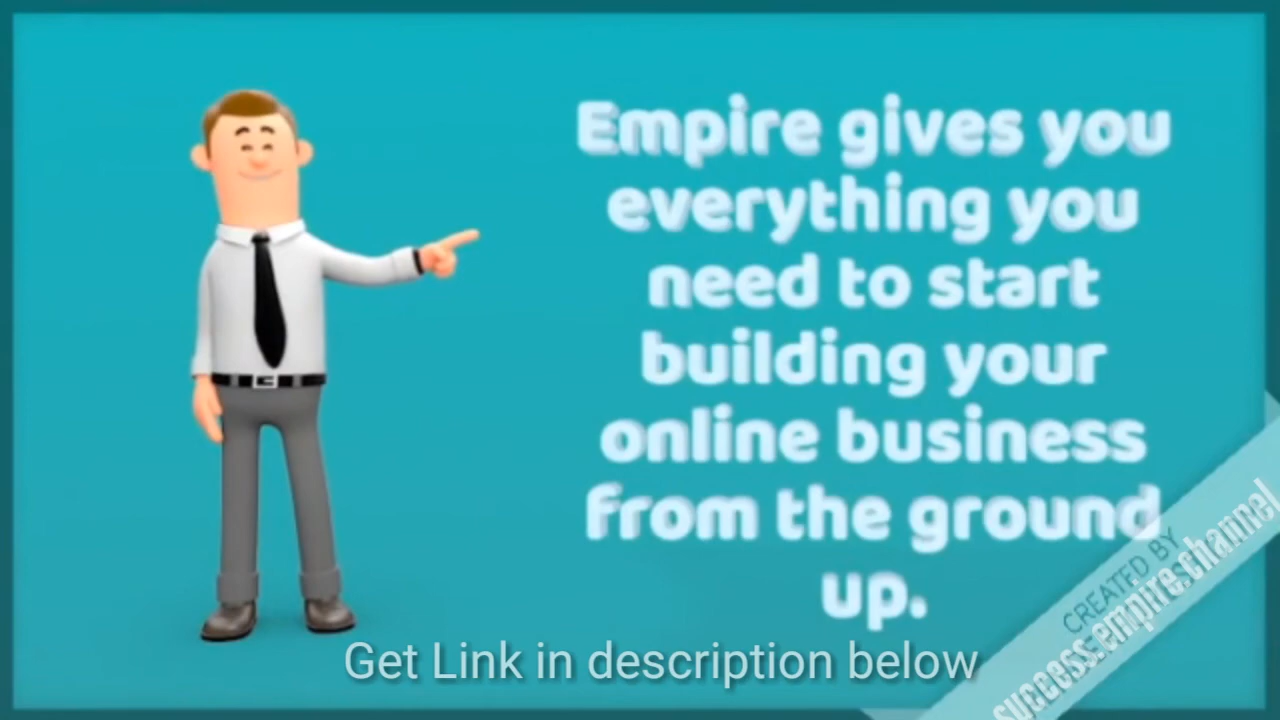 Empire gives you
everything you
need to start
building your
online business
from the ground
up.
Get Link in description below
CREATED BY
success.empire.channel